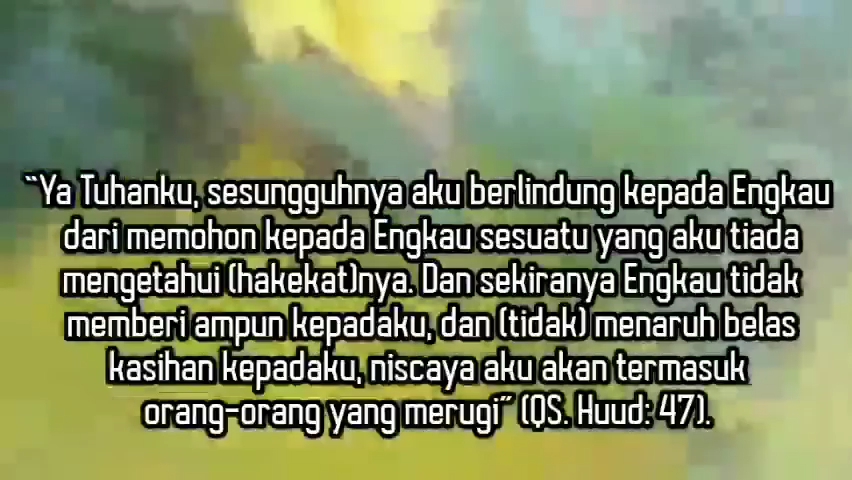 “Ya Tuhanku, sesungguhnya aku berlindung kepada Engkau
dari memohon kepada Engkau sesuatu yang aku tiada
mengetahui (hakekat)nya. Dan sekiranya Engkau tidak
memberi ampun kepadaku, dan (tidak) menaruh belas
kasihan kepadaku, niscaya aku akan termasuk
orang-orang yang merugi” (QS. Huud: 47).